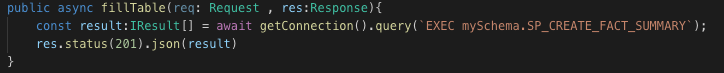 public async fillTable(req: Request , res:Response){
const result:IResult[] = await getConnection().query(`EXEC mySchema.SP_CREATE_FACT_SUMMARY`);
res.status(201).json(result)
}